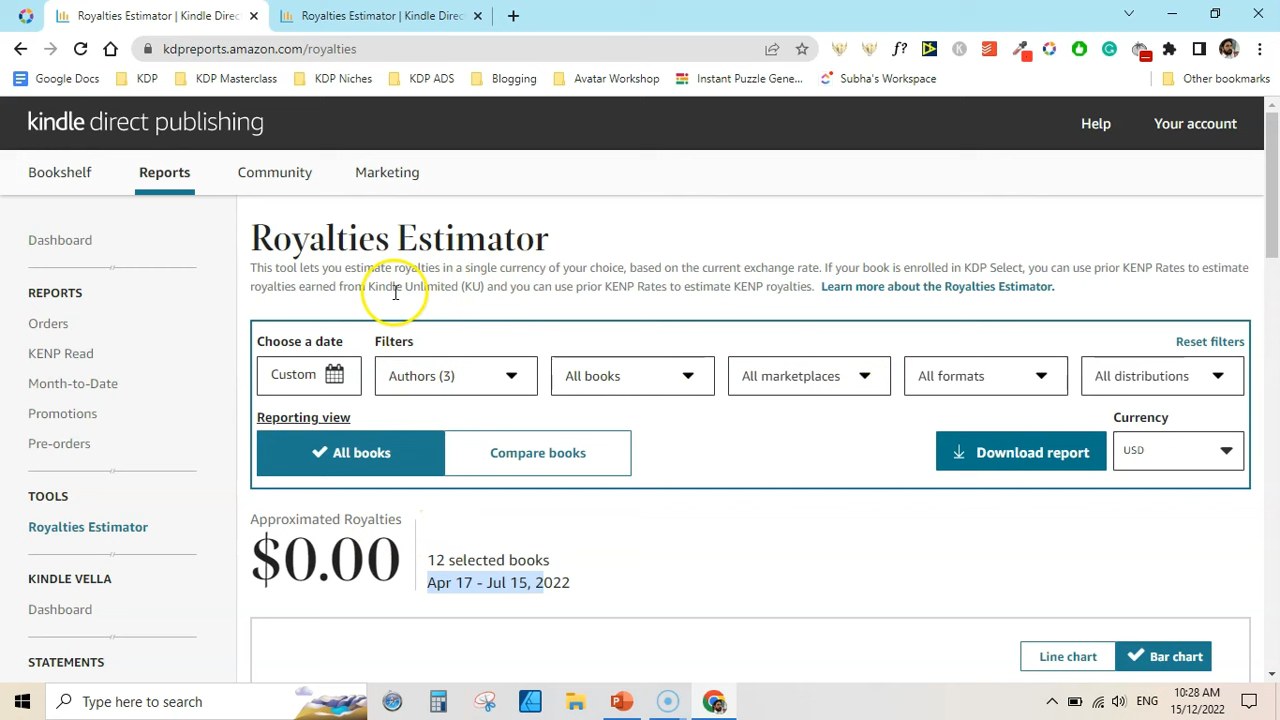 Royalties Estimator | Kindle Direc
Royalties Estimator | Kindle Direc
kdpreports.amazon.com/royalties
Google Docs KDP KDP Masterclass KDP Niches KDP ADS Blogging Avatar Workshop Instant Puzzle Gene... Subha's Workspace Other bookmarks
kindle direct publishing
Help Your account
Bookshelf Reports Community Marketing
Dashboard
REPORTS
Orders
KENP Read
Month-to-Date
Promotions
Pre-orders
TOOLS
Royalties Estimator
KINDLE VELLA
Dashboard
STATEMENTS
Royalties Estimator
This tool lets you estimate royalties in a single currency of your choice, based on the current exchange rate. If your book is enrolled in KDP Select, you can use prior KENP Rates to estimate
royalties earned from Kindle Unlimited (KU) and you can use prior KENP Rates to estimate KENP royalties. Learn more about the Royalties Estimator.
Choose a date Filters Reset filters
Custom Authors (3) All books All marketplaces All formats All distributions
Reporting view Currency
All books Compare books Download report USD
Approximated Royalties
$0.00
12 selected books
Apr 17 - Jul 15, 2022
Line chart Bar chart
Type here to search
ENG
10:28 AM
15/12/2022